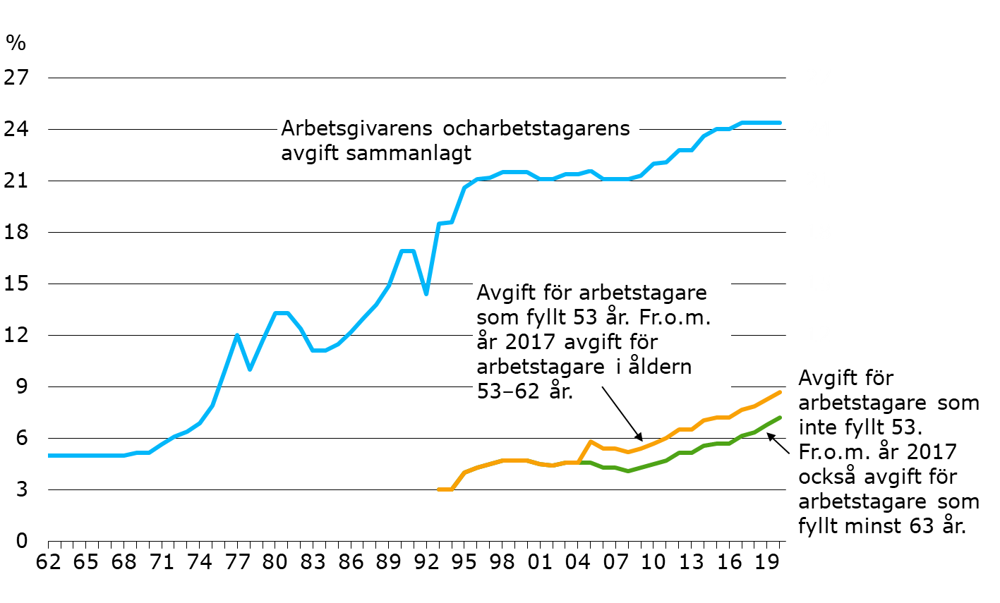 %
27
24
21
18
15
12
9
6
3
0
Arbetsgivarens ocharbetstagarens
avgift sammanlagt
Avgift för arbetstagare
som fyllt 53 år. Fr.o.m.
år 2017 avgift för
arbetstagare i åldern
53–62 år.
Avgift för
arbetstagare som
inte fyllt 53.
Fr.o.m. år 2017
också avgift för
arbetstagare som
fyllt minst 63 år.
62 65 68 71 74 77 80 83 86 89 92 95 98 01 04 07 10 13 16 19